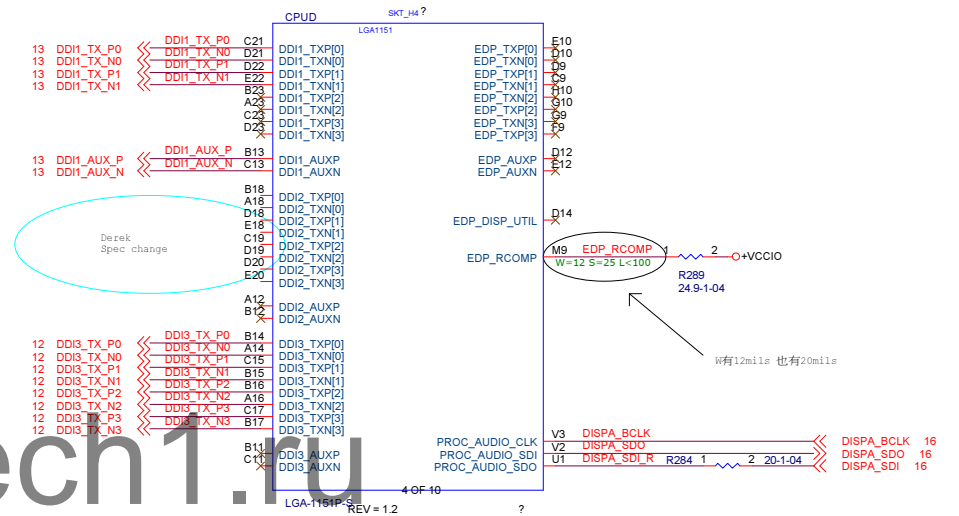 CPUD
SKT_H4 ?
LGA1151
13 DDI1_TX_P0 DDI1_TX_P0 C21 DDI1_TXP[0]
13 DDI1_TX_N0 DDI1_TX_N0 D21 DDI1_TXN[0]
13 DDI1_TX_P1 DDI1_TX_P1 D22 DDI1_TXP[1]
13 DDI1_TX_N1 DDI1_TX_N1 E22 DDI1_TXN[1]
B23 DDI1_TXP[2]
A23 DDI1_TXN[2]
C23 DDI1_TXP[3]
D23 DDI1_TXN[3]
13 DDI1_AUX_P DDI1_AUX_P B13 DDI1_AUXP
13 DDI1_AUX_N DDI1_AUX_N C13 DDI1_AUXN
B18 DDI2_TXP[0]
A18 DDI2_TXN[0]
D18 DDI2_TXP[1]
E18 DDI2_TXN[1]
C19 DDI2_TXP[2]
D19 DDI2_TXN[2]
D20 DDI2_TXP[3]
E20 DDI2_TXN[3]
Derek
Spec change
A12 DDI2_AUXP
B12 DDI2_AUXN
12 DDI3_TX_P0 DDI3_TX_P0 B14 DDI3_TXP[0]
12 DDI3_TX_N0 DDI3_TX_N0 A14 DDI3_TXN[0]
12 DDI3_TX_P1 DDI3_TX_P1 C15 DDI3_TXP[1]
12 DDI3_TX_N1 DDI3_TX_N1 B15 DDI3_TXN[1]
12 DDI3_TX_P2 DDI3_TX_P2 B16 DDI3_TXP[2]
12 DDI3_TX_N2 DDI3_TX_N2 A16 DDI3_TXN[2]
12 DDI3_TX_P3 DDI3_TX_P3 C17 DDI3_TXP[3]
12 DDI3_TX_N3 DDI3_TX_N3 B17 DDI3_TXN[3]
B11 DDI3_AUXP
C11 DDI3_AUXN
EDP_TXP[0] E10
EDP_TXN[0] D10
EDP_TXP[1] D9
EDP_TXN[1] C9
EDP_TXN[2] H10
EDP_TXP[2] G10
EDP_TXN[3] G9
EDP_TXP[3] F9
EDP_AUXP D12
EDP_AUXN E12
EDP_DISP_UTIL D14
EDP_RCOMP M9 EDP_RCOMP 1 2 +VCCIO
W=12 S=25 L<100
R289
24.9-1-04
W有12mils 也有20mils
PROC_AUDIO_CLK V3 DISPA_BCLK DISPA_BCLK 16
PROC_AUDIO_SDI V2 DISPA_SDO DISPA_SDO 16
PROC_AUDIO_SDO U1 DISPA_SDI_R R284 1 2 20-1-04 DISPA_SDI 16
4 OF 10
LGA-1151P-S
REV = 1.2
?
ech1.ru